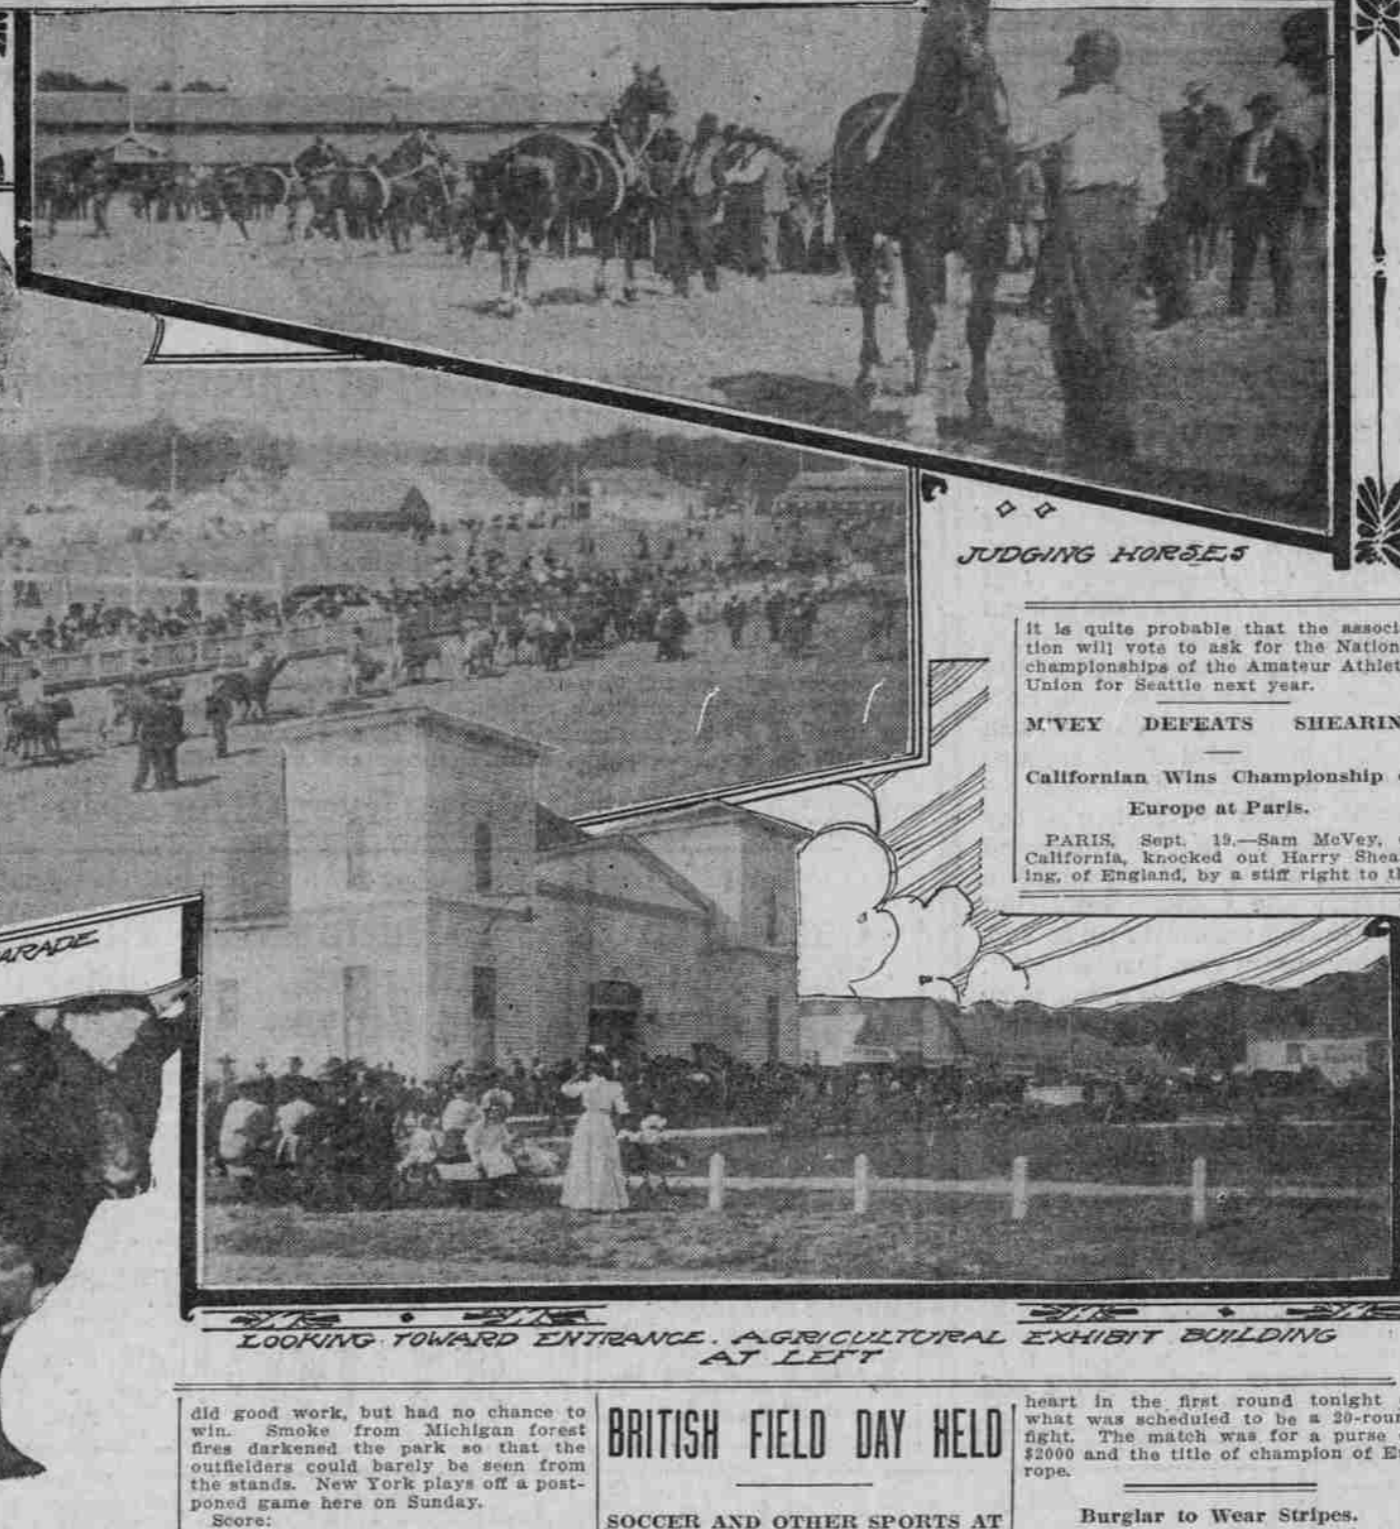 JUDGING HORSES
it is quite probable that the associ
tion will vote to ask for the Nation
championships of the Amateur Athlet
Union for Seattle next year.
M'VEY DEFEATS SHEARIN
Californian Wins Championship
Europe at Paris.
PARIS, Sept. 19.—Sam McVey,
California, knocked out Harry Shea
ing, of England, by a stiff right to th
ARADE
LOOKING TOWARD ENTRANCE. AGRICULTURAL EXHIBIT BUILDING
AT LEFT
did good work, but had no chance to
win. Smoke from Michigan forest
fires darkened the park so that the
outfielders could barely be seen from
the stands. New York plays off a post-
poned game here on Sunday.
Score:
BRITISH FIELD DAY HELD
SOCCER AND OTHER SPORTS AT
heart in the first round tonight
what was scheduled to be a 20-roun
fight. The match was for a purse
$2000 and the title of champion of E
rope.
Burglar to Wear Stripes.